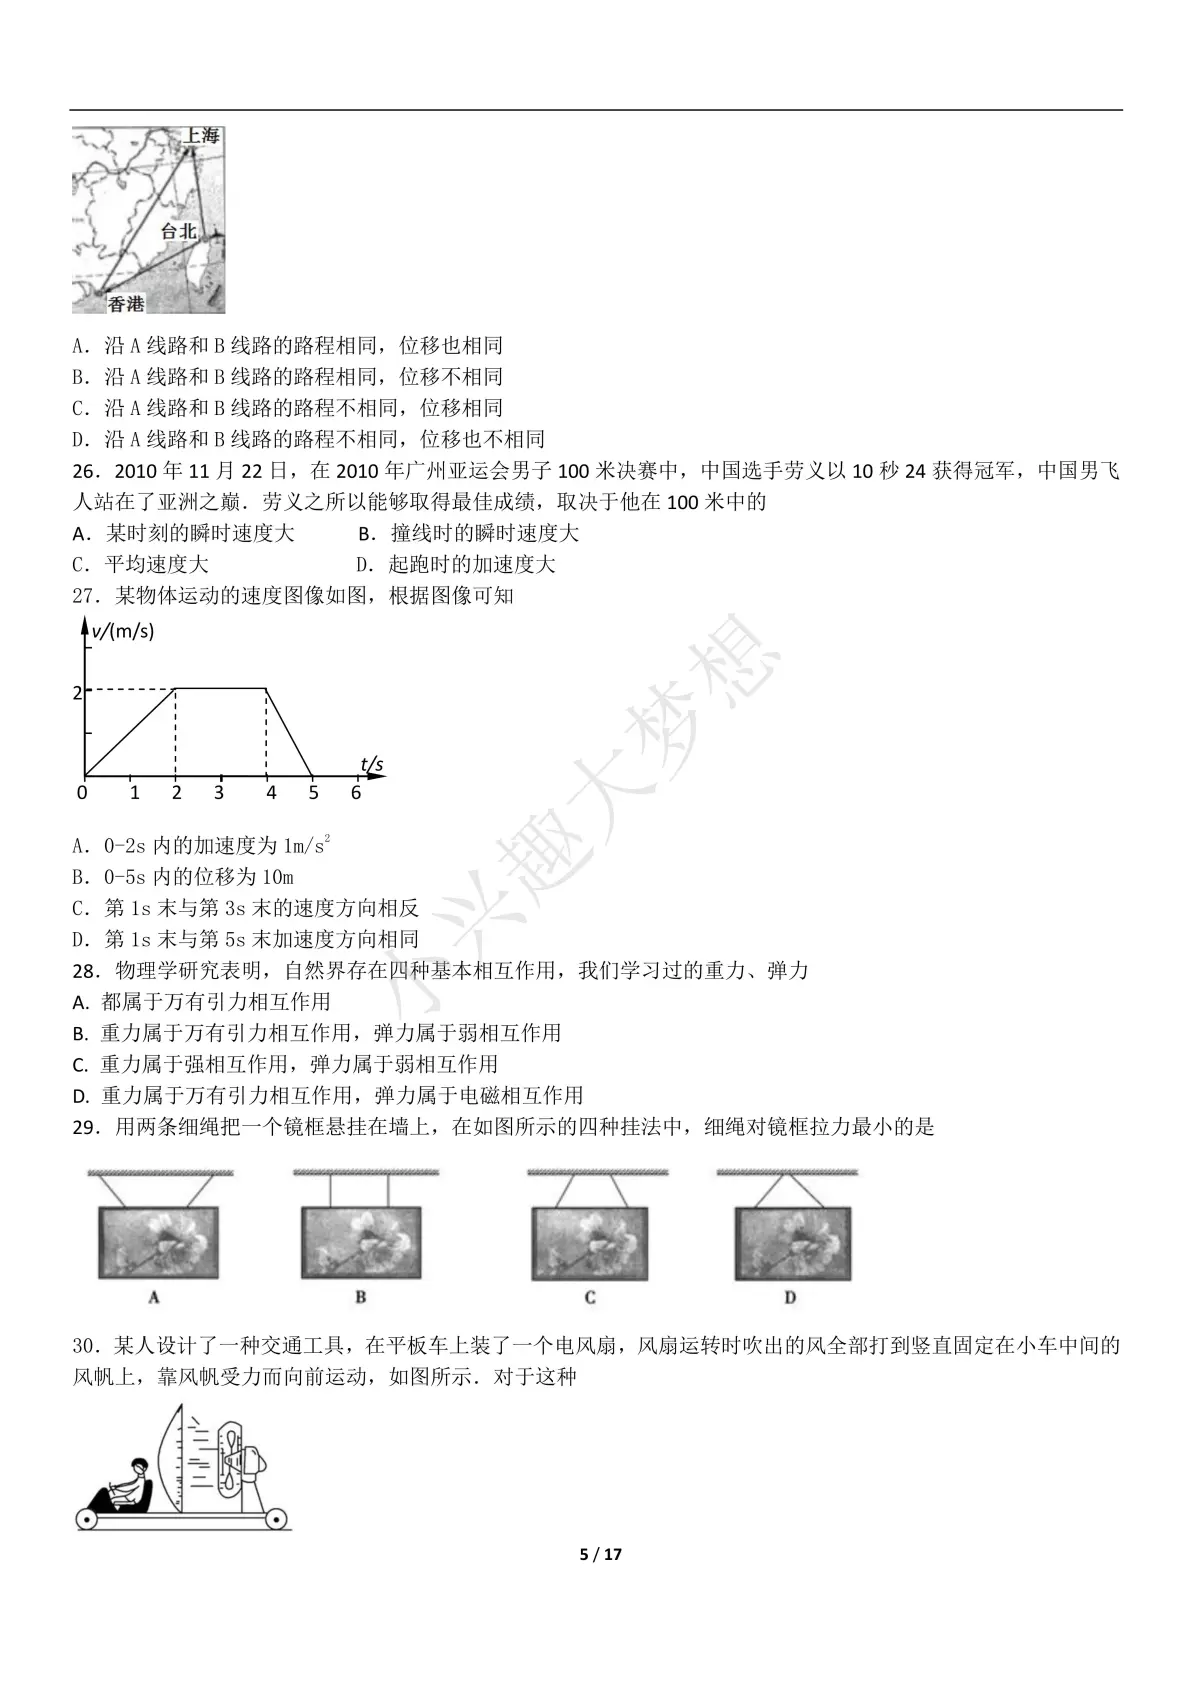 上海
台北
香港
A．沿 A 线路和 B 线路的路程相同，位移也相同
B．沿 A 线路和 B 线路的路程相同，位移不相同
C．沿 A 线路和 B 线路的路程不相同，位移相同
D．沿 A 线路和 B 线路的路程不相同，位移也不相同
26．2010 年 11 月 22 日，在 2010 年广州亚运会男子 100 米决赛中，中国选手劳义以 10 秒 24 获得冠军，中国男飞
人站在了亚洲之巅．劳义之所以能够取得最佳成绩，取决于他在 100 米中的
A．某时刻的瞬时速度大 B．撞线时的瞬时速度大
C．平均速度大 D．起跑时的加速度大
27．某物体运动的速度图像如图，根据图像可知
v/(m/s)
2
t/s
0 1 2 3 4 5 6
A．0-2s 内的加速度为 1m/s²
B．0-5s 内的位移为 10m
C．第 1s 末与第 3s 末的速度方向相反
D．第 1s 末与第 5s 末加速度方向相同
28．物理学研究表明，自然界存在四种基本相互作用，我们学习过的重力、弹力
A. 都属于万有引力相互作用
B. 重力属于万有引力相互作用，弹力属于弱相互作用
C. 重力属于强相互作用，弹力属于弱相互作用
D. 重力属于万有引力相互作用，弹力属于电磁相互作用
29．用两条细绳把一个镜框悬挂在墙上，在如图所示的四种挂法中，细绳对镜框拉力最小的是
A B C D
30．某人设计了一种交通工具，在平板车上装了一个电风扇，风扇运转时吹出的风全部打到竖直固定在小车中间的
风帆上，靠风帆受力而向前运动，如图所示．对于这种
5 / 17
小兴趣大梦想